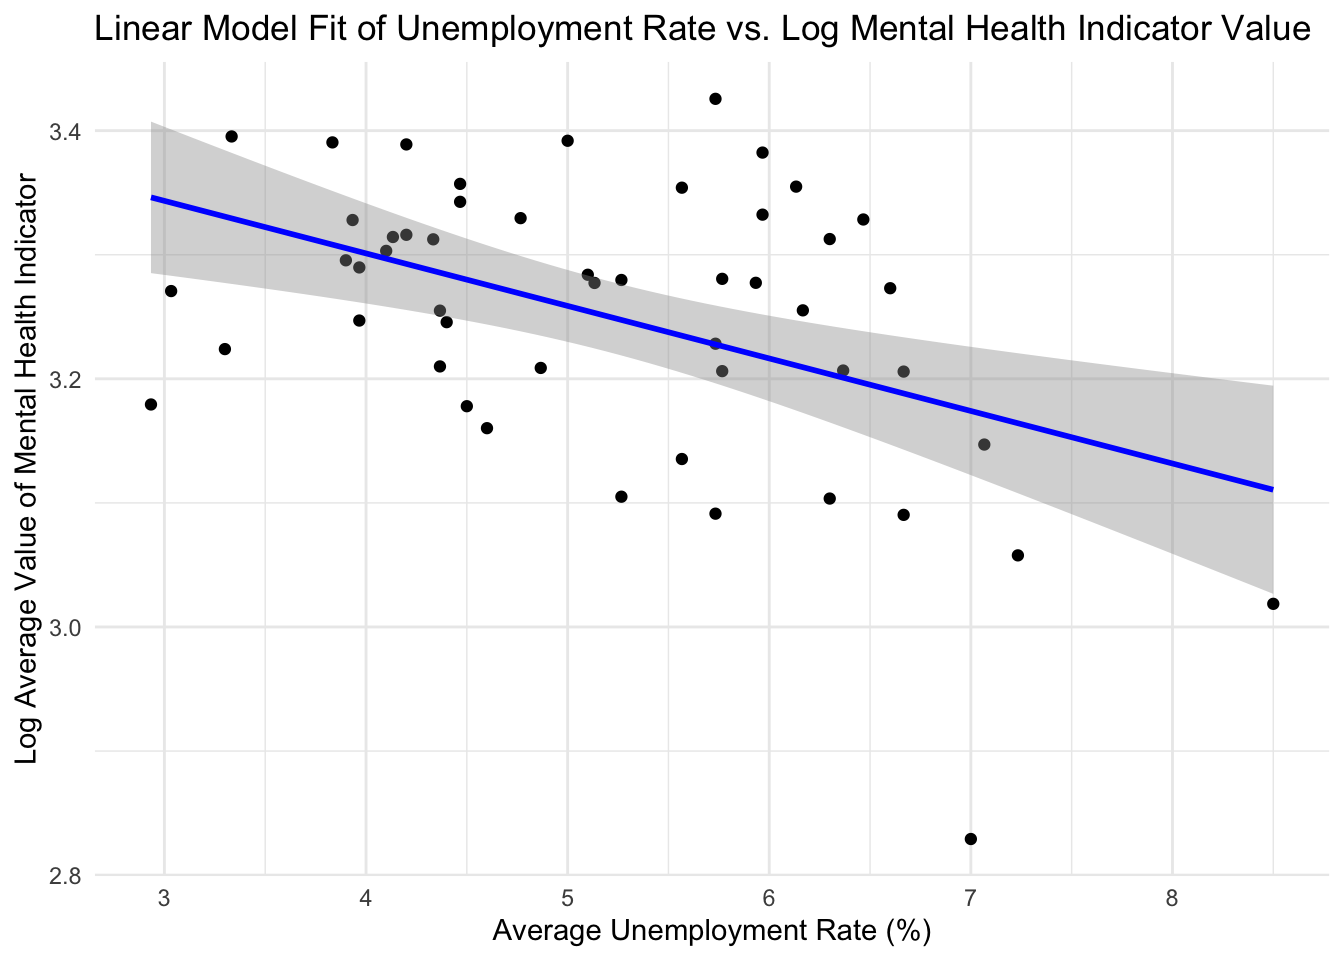 Linear Model Fit of Unemployment Rate vs. Log Mental Health Indicator Value
Log Average Value of Mental Health Indicator
3.4
3.2
3.0
2.8
3 4 5 6 7 8
Average Unemployment Rate (%)